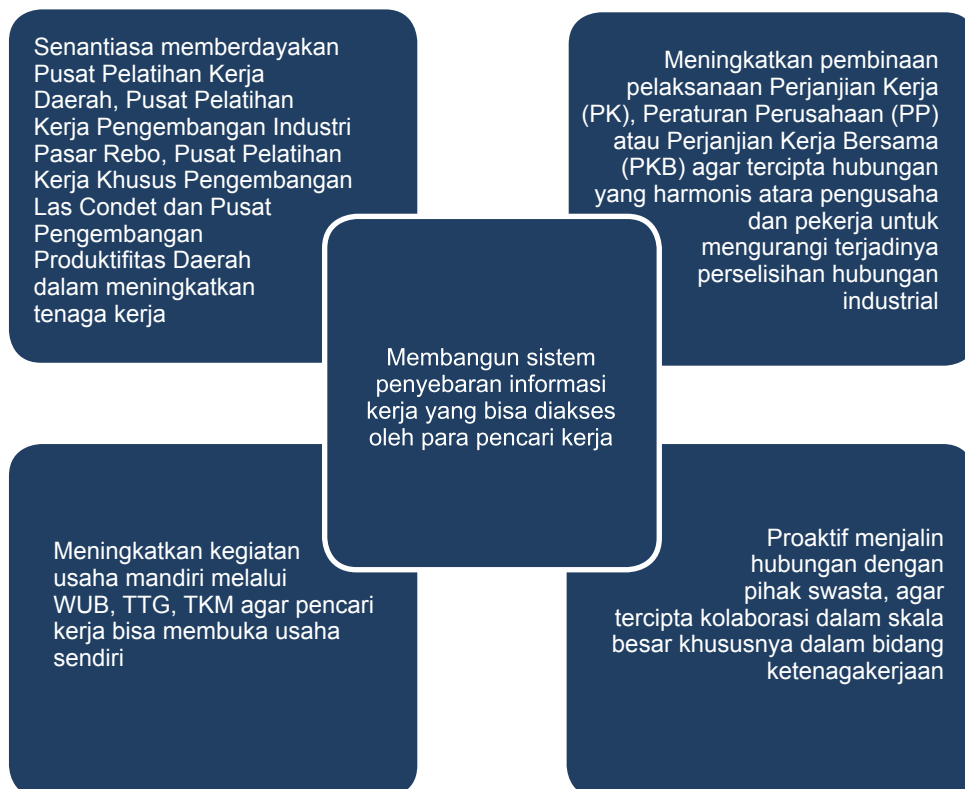 Senantiasa memberdayakan
Pusat Pelatihan Kerja
Daerah, Pusat Pelatihan
Kerja Pengembangan Industri
Pasar Rebo, Pusat Pelatihan
Kerja Khusus Pengembangan
Las Condet dan Pusat
Pengembangan
Produktifitas Daerah
dalam meningkatkan
tenaga kerja
Meningkatkan pembinaan
pelaksanaan Perjanjian Kerja
(PK), Peraturan Perusahaan (PP)
atau Perjanjian Kerja Bersama
(PKB) agar tercipta hubungan
yang harmonis atara pengusaha
dan pekerja untuk
mengurangi terjadinya
perselisihan hubungan
industrial
Membangun sistem
penyebaran informasi
kerja yang bisa diakses
oleh para pencari kerja
Meningkatkan kegiatan
usaha mandiri melalui
WUB, TTG, TKM agar pencari
kerja bisa membuka usaha
sendiri
Proaktif menjalin
hubungan dengan
pihak swasta, agar
tercipta kolaborasi dalam skala
besar khususnya dalam bidang
ketenagakerjaan